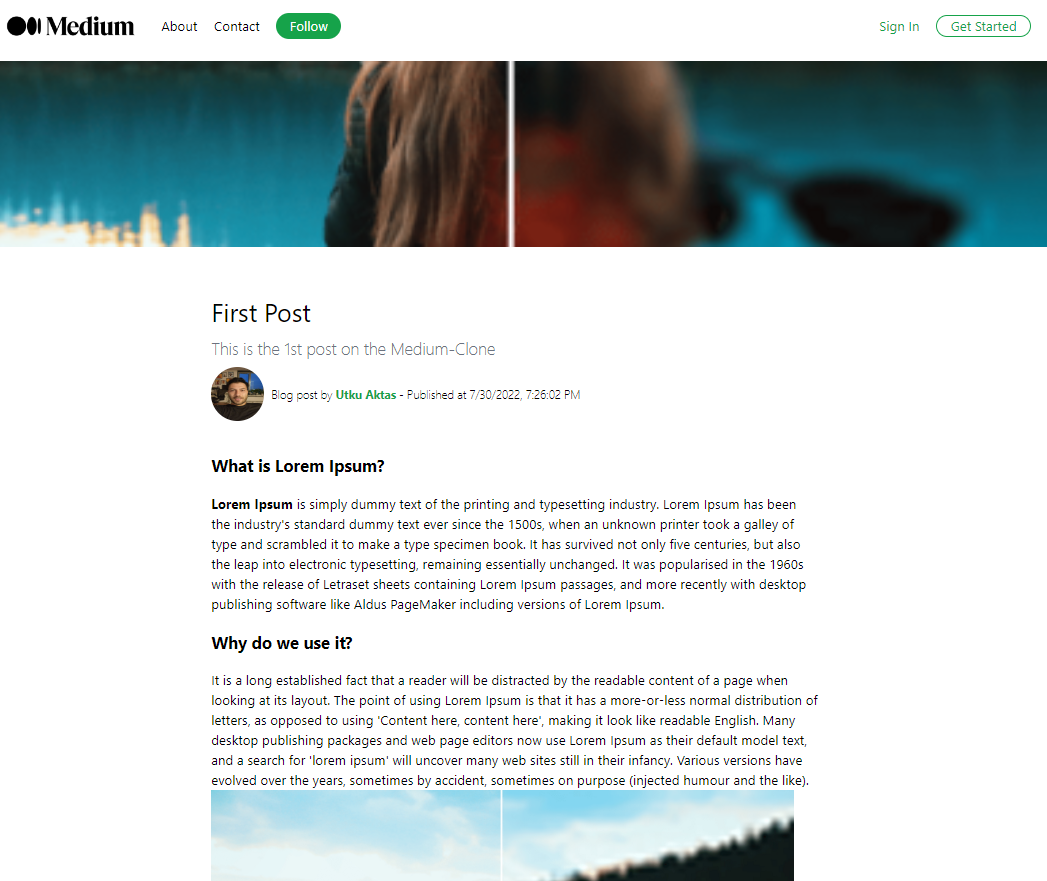 Medium About Contact Follow Sign In Get Started
First Post
This is the 1st post on the Medium-Clone
Blog post by Utku Aktas - Published at 7/30/2022, 7:26:02 PM
What is Lorem Ipsum?
Lorem Ipsum is simply dummy text of the printing and typesetting industry. Lorem Ipsum has been
the industry's standard dummy text ever since the 1500s, when an unknown printer took a galley of
type and scrambled it to make a type specimen book. It has survived not only five centuries, but also
the leap into electronic typesetting, remaining essentially unchanged. It was popularised in the 1960s
with the release of Letraset sheets containing Lorem Ipsum passages, and more recently with desktop
publishing software like Aldus PageMaker including versions of Lorem Ipsum.
Why do we use it?
It is a long established fact that a reader will be distracted by the readable content of a page when
looking at its layout. The point of using Lorem Ipsum is that it has a more-or-less normal distribution of
letters, as opposed to using 'Content here, content here', making it look like readable English. Many
desktop publishing packages and web page editors now use Lorem Ipsum as their default model text,
and a search for 'lorem ipsum' will uncover many web sites still in their infancy. Various versions have
evolved over the years, sometimes by accident, sometimes on purpose (injected humour and the like).